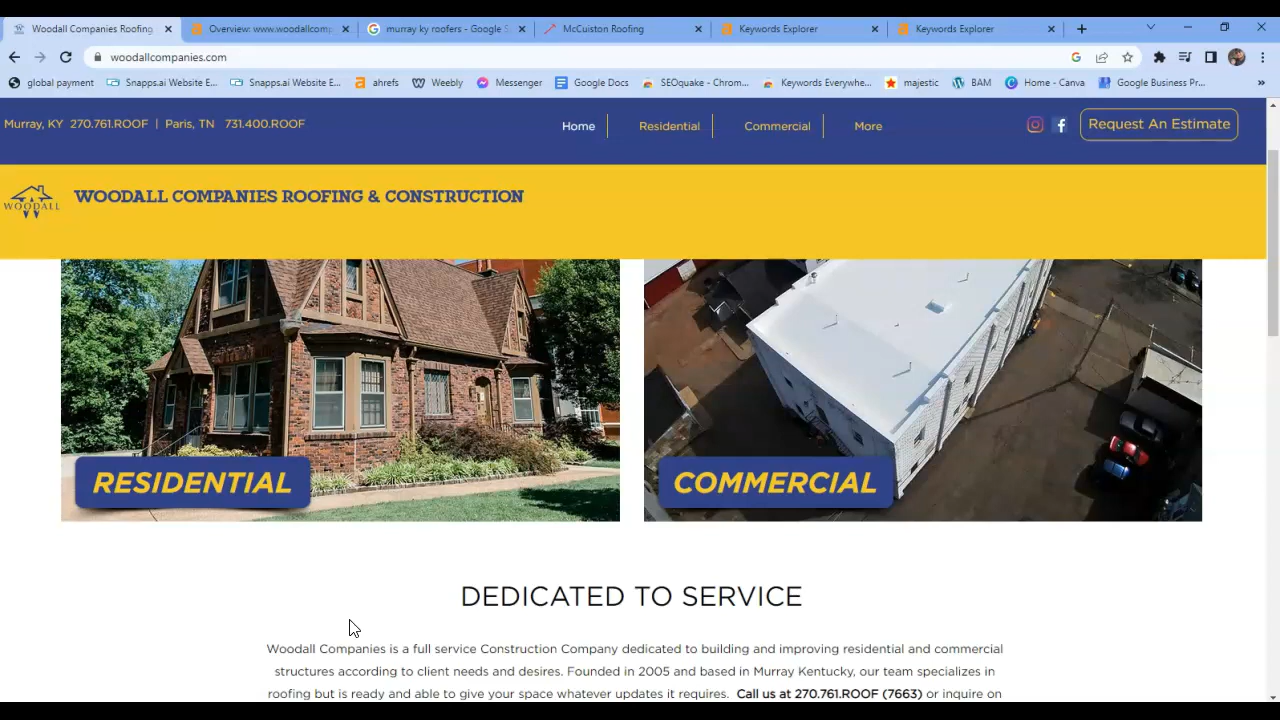 Woodall Companies Roofing
Overview: www.woodallcomp
murray ky roofers - Google S
McCuiston Roofing
Keywords Explorer
Keywords Explorer
woodallcompanies.com
global payment
Snapps.ai Website E...
Snapps.ai Website E...
ahrefs
Weebly
Messenger
Google Docs
SEOquake - Chrom...
Keywords Everywhe...
majestic
BAM
Home - Canva
Google Business Pr...
Murray, KY 270.761.ROOF | Paris, TN 731.400.ROOF
Home
Residential
Commercial
More
Request An Estimate
WOODALL
WOODALL COMPANIES ROOFING & CONSTRUCTION
RESIDENTIAL
COMMERCIAL
DEDICATED TO SERVICE
Woodall Companies is a full service Construction Company dedicated to building and improving residential and commercial
structures according to client needs and desires. Founded in 2005 and based in Murray Kentucky, our team specializes in
roofing but is ready and able to give your space whatever updates it requires. Call us at 270.761.ROOF (7663) or inquire on